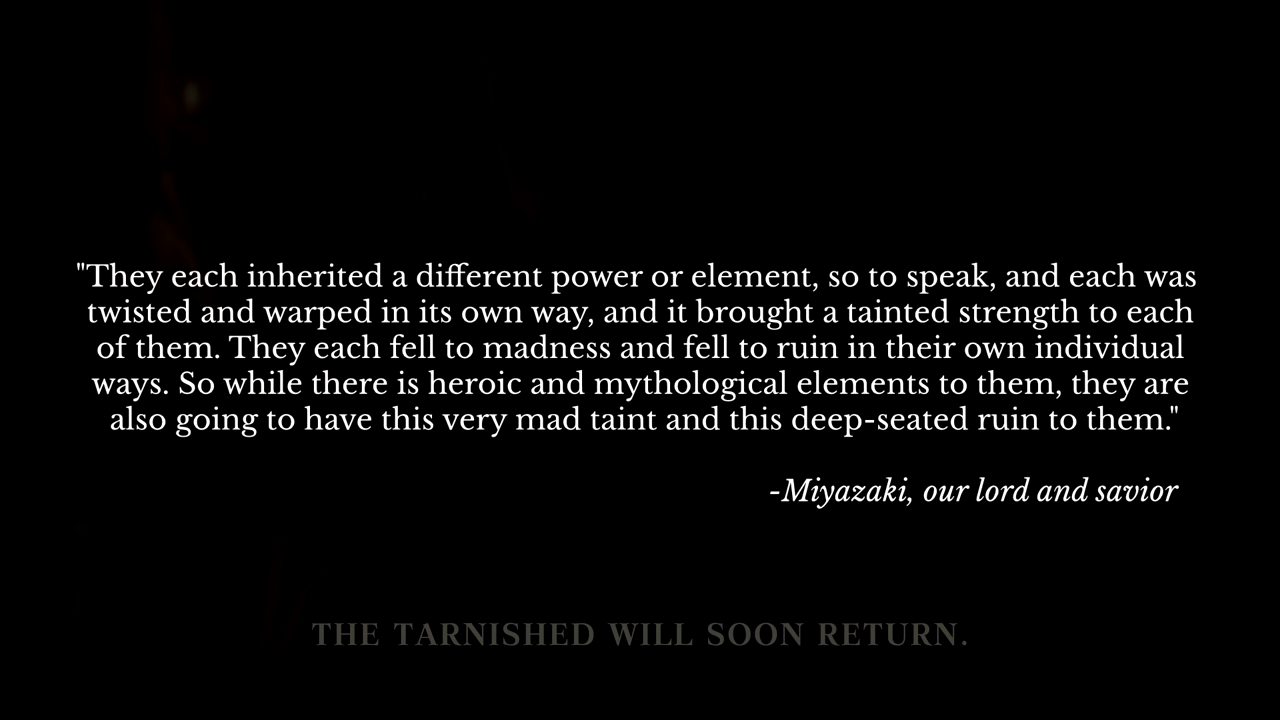 "They each inherited a different power or element, so to speak, and each was
twisted and warped in its own way, and it brought a tainted strength to each
of them. They each fell to madness and fell to ruin in their own individual
ways. So while there is heroic and mythological elements to them, they are
also going to have this very mad taint and this deep-seated ruin to them."
-Miyazaki, our lord and savior
THE TARNISHED WILL SOON RETURN.